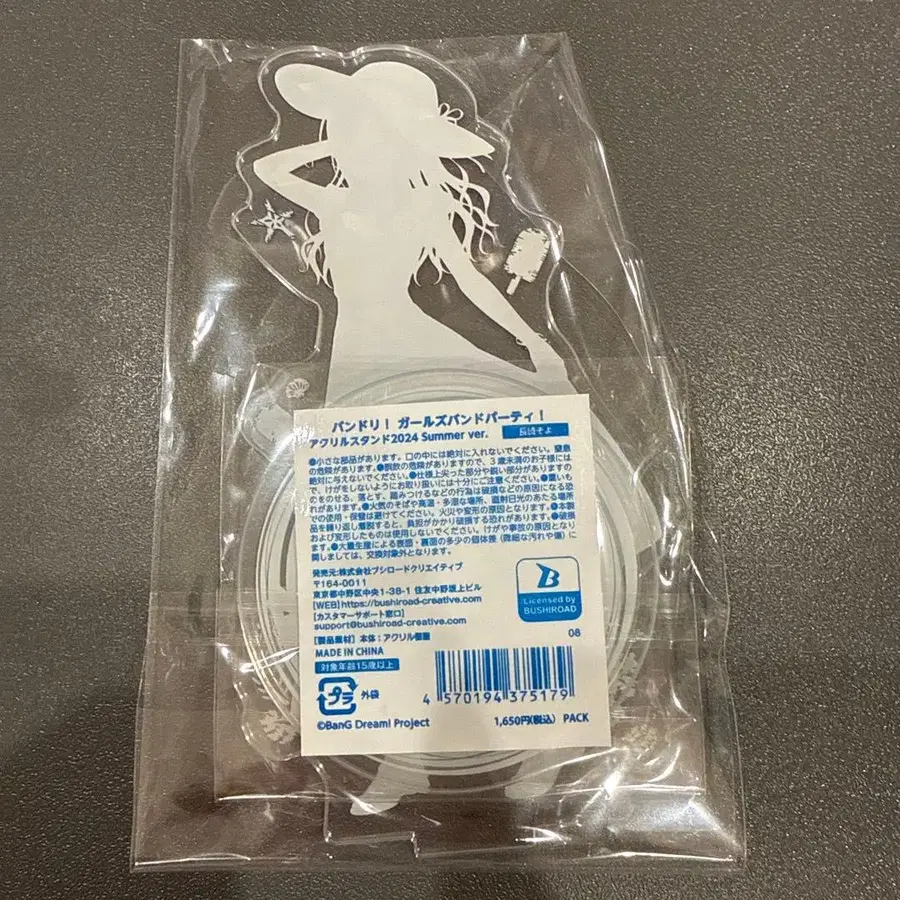 バンドリ！ ガールズバンドパーティ！
アクリルスタンド2024 Summer ver.
長崎そよ
●小さな部品があります。口の中には絶対に入れないでください。窒息
の危険があります。●誤飲の危険がありますので、3歳未満のお子様には
絶対に与えないでください。●仕様上尖った部分や鋭い部分がありますの
で、けがをしないようにお取り扱いには十分にご注意ください。●重いも
のをのせる、落とす、踏みつけるなどの行為は破損などの原因になる恐
れがあります。●火気のそばや高温・多湿な場所、直射日光のあたる場所
での使用・保管は避けてください。火災や変形の原因となります。●本製
品を繰り返し着脱すると、負担がかかり破損する恐れがあります。●破損
および変形したものは使用しないでください。けがや事故の原因となり
ます。●大量生産による表面・裏面の多少の個体差（微細な汚れや傷）に
関しましては、交換対象外となります。
発売元:株式会社ブシロードクリエイティブ
〒164-0011
東京都中野区中央1-38-1 住友中野坂上ビル
[WEB]https://bushiroad-creative.com
[カスタマーサポート窓口]
support@bushiroad-creative.com
Licensed by
BUSHIROAD
08
[製品素材] 本体：アクリル樹脂
MADE IN CHINA
対象年齢15歳以上
プラ 外袋
4 570194 375179
©BanG Dream! Project
1,650円(税込) PACK